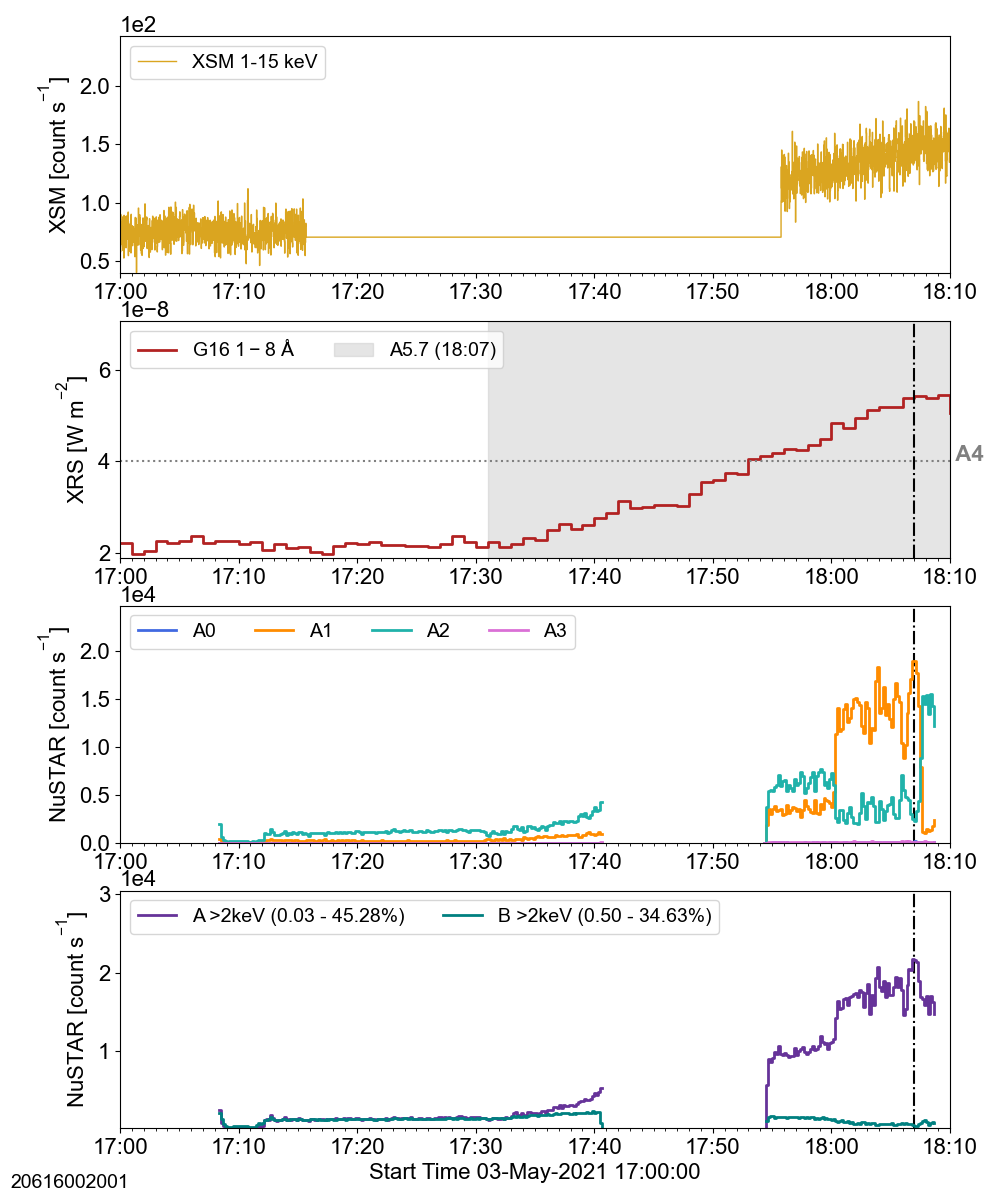 1e2
XSM 1-15 keV
XSM [count s⁻¹]
2.0
1.5
1.0
0.5
17:00 17:10 17:20 17:30 17:40 17:50 18:00 18:10
1e−8
G16 1 − 8 Å A5.7 (18:07)
XRS [W m⁻²]
6
4
2
A4
17:00 17:10 17:20 17:30 17:40 17:50 18:00 18:10
1e4
A0 A1 A2 A3
NuSTAR [count s⁻¹]
2.0
1.5
1.0
0.5
0.0
17:00 17:10 17:20 17:30 17:40 17:50 18:00 18:10
1e4
A >2keV (0.03 - 45.28%) B >2keV (0.50 - 34.63%)
NuSTAR [count s⁻¹]
3
2
1
17:00 17:10 17:20 17:30 17:40 17:50 18:00 18:10
Start Time 03-May-2021 17:00:00
20616002001